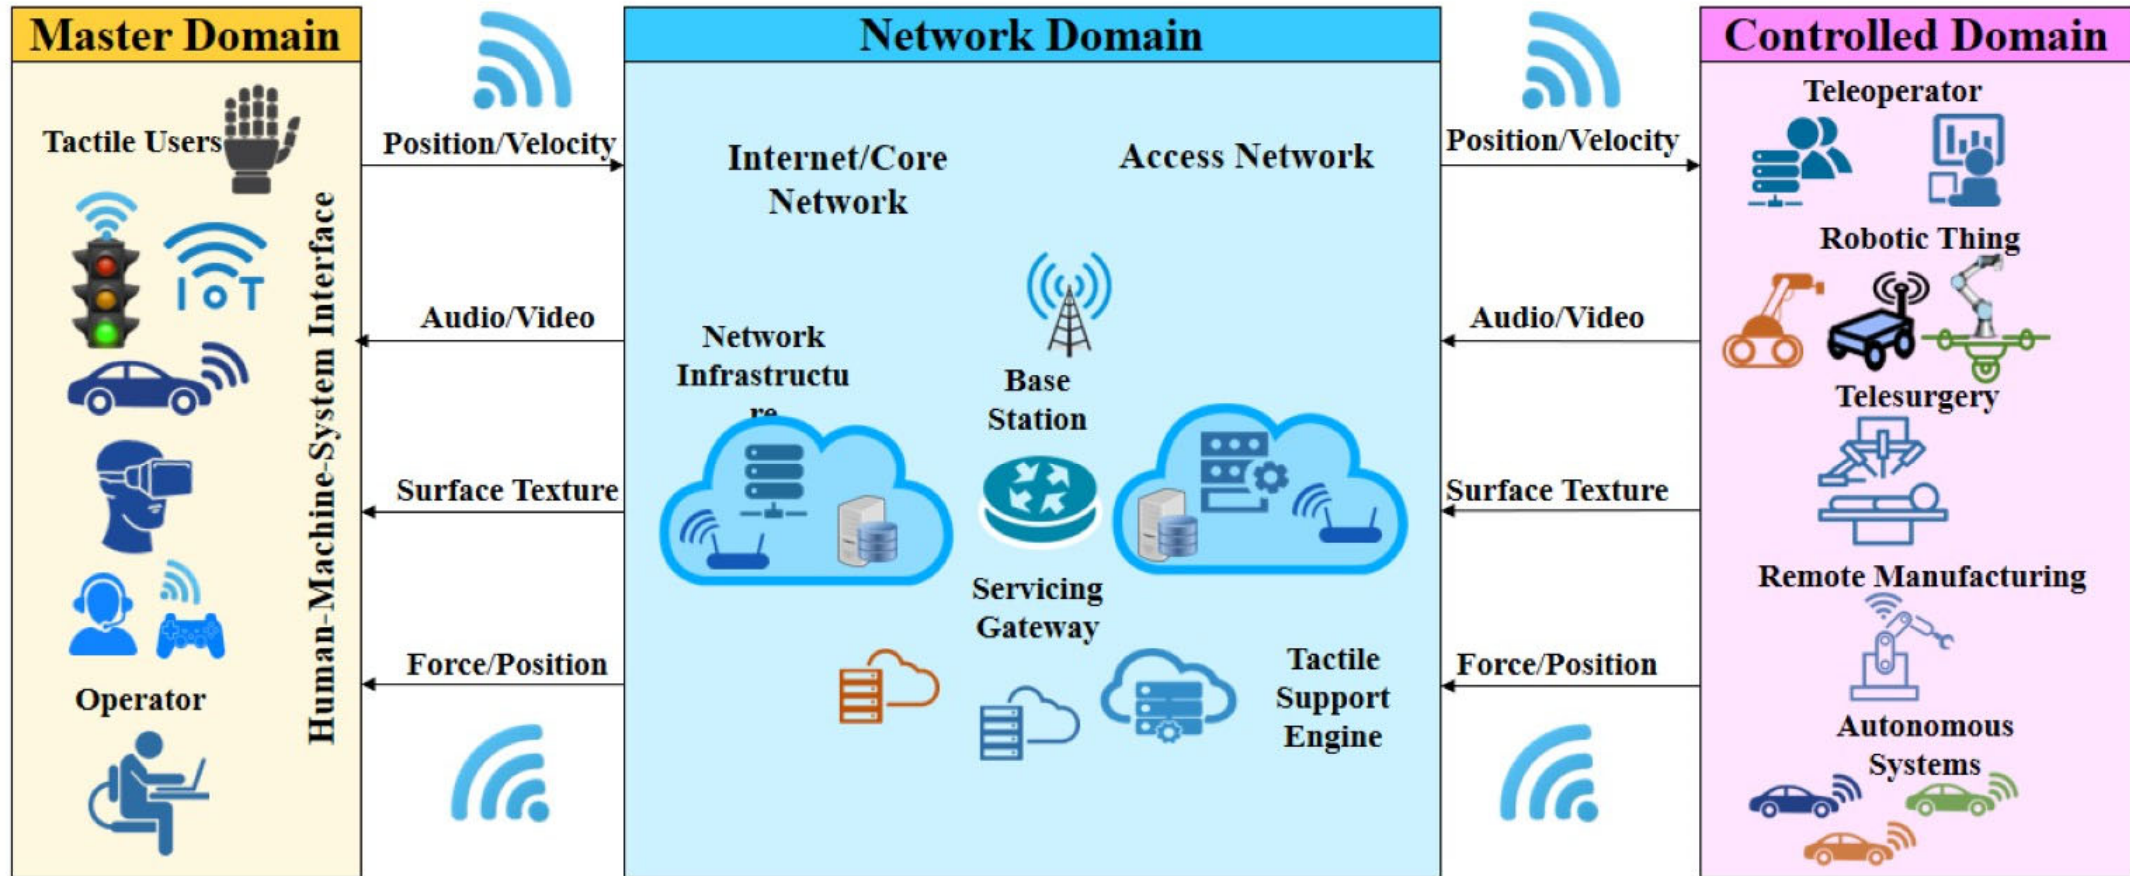 Master Domain
Tactile Users
IoT
Operator
Human-Machine-System Interface
Position/Velocity
Audio/Video
Surface Texture
Force/Position
Network Domain
Internet/Core
Network
Access Network
Network
Infrastructu
re
Base
Station
Servicing
Gateway
Tactile
Support
Engine
Position/Velocity
Audio/Video
Surface Texture
Force/Position
Controlled Domain
Teleoperator
Robotic Thing
Telesurgery
Remote Manufacturing
Autonomous
Systems